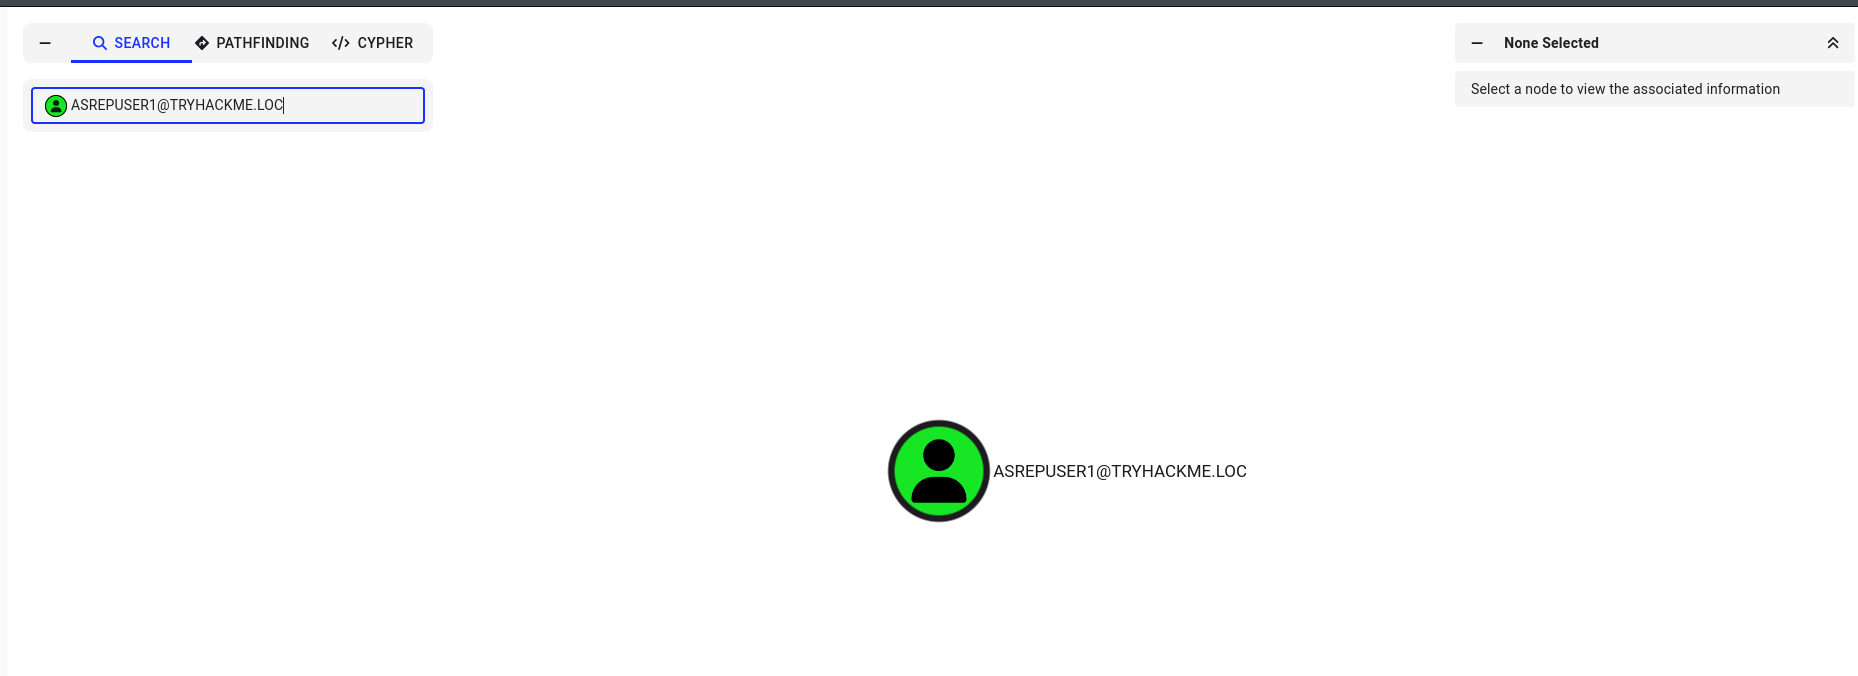 SEARCH PATHFINDING </> CYPHER
ASREPUSER1@TRYHACKME.LOC
None Selected
Select a node to view the associated information
ASREPUSER1@TRYHACKME.LOC